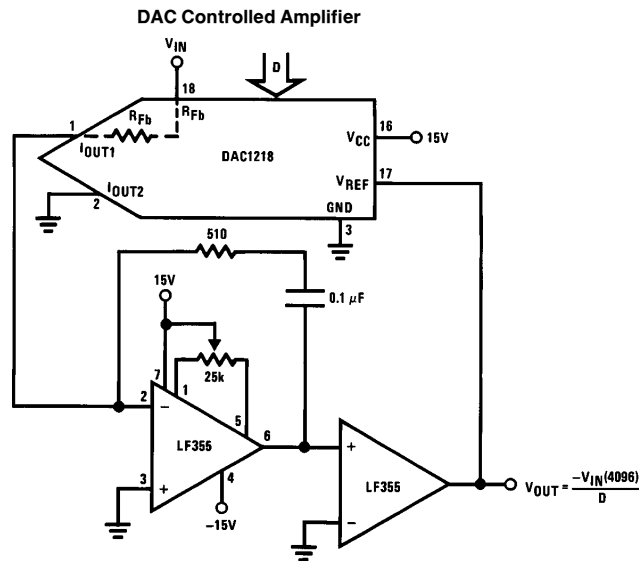 DAC Controlled Amplifier
VIN
D
18
RFb
RFb
1
IOUT1
DAC1218
16
VCC
15V
17
VREF
IOUT2
2
GND
3
510
15V
0.1 μF
7
1
25k
2
−
5
6
LF355
3
+
4
−15V
+
LF355
−
VOUT = −VIN(4096)
D